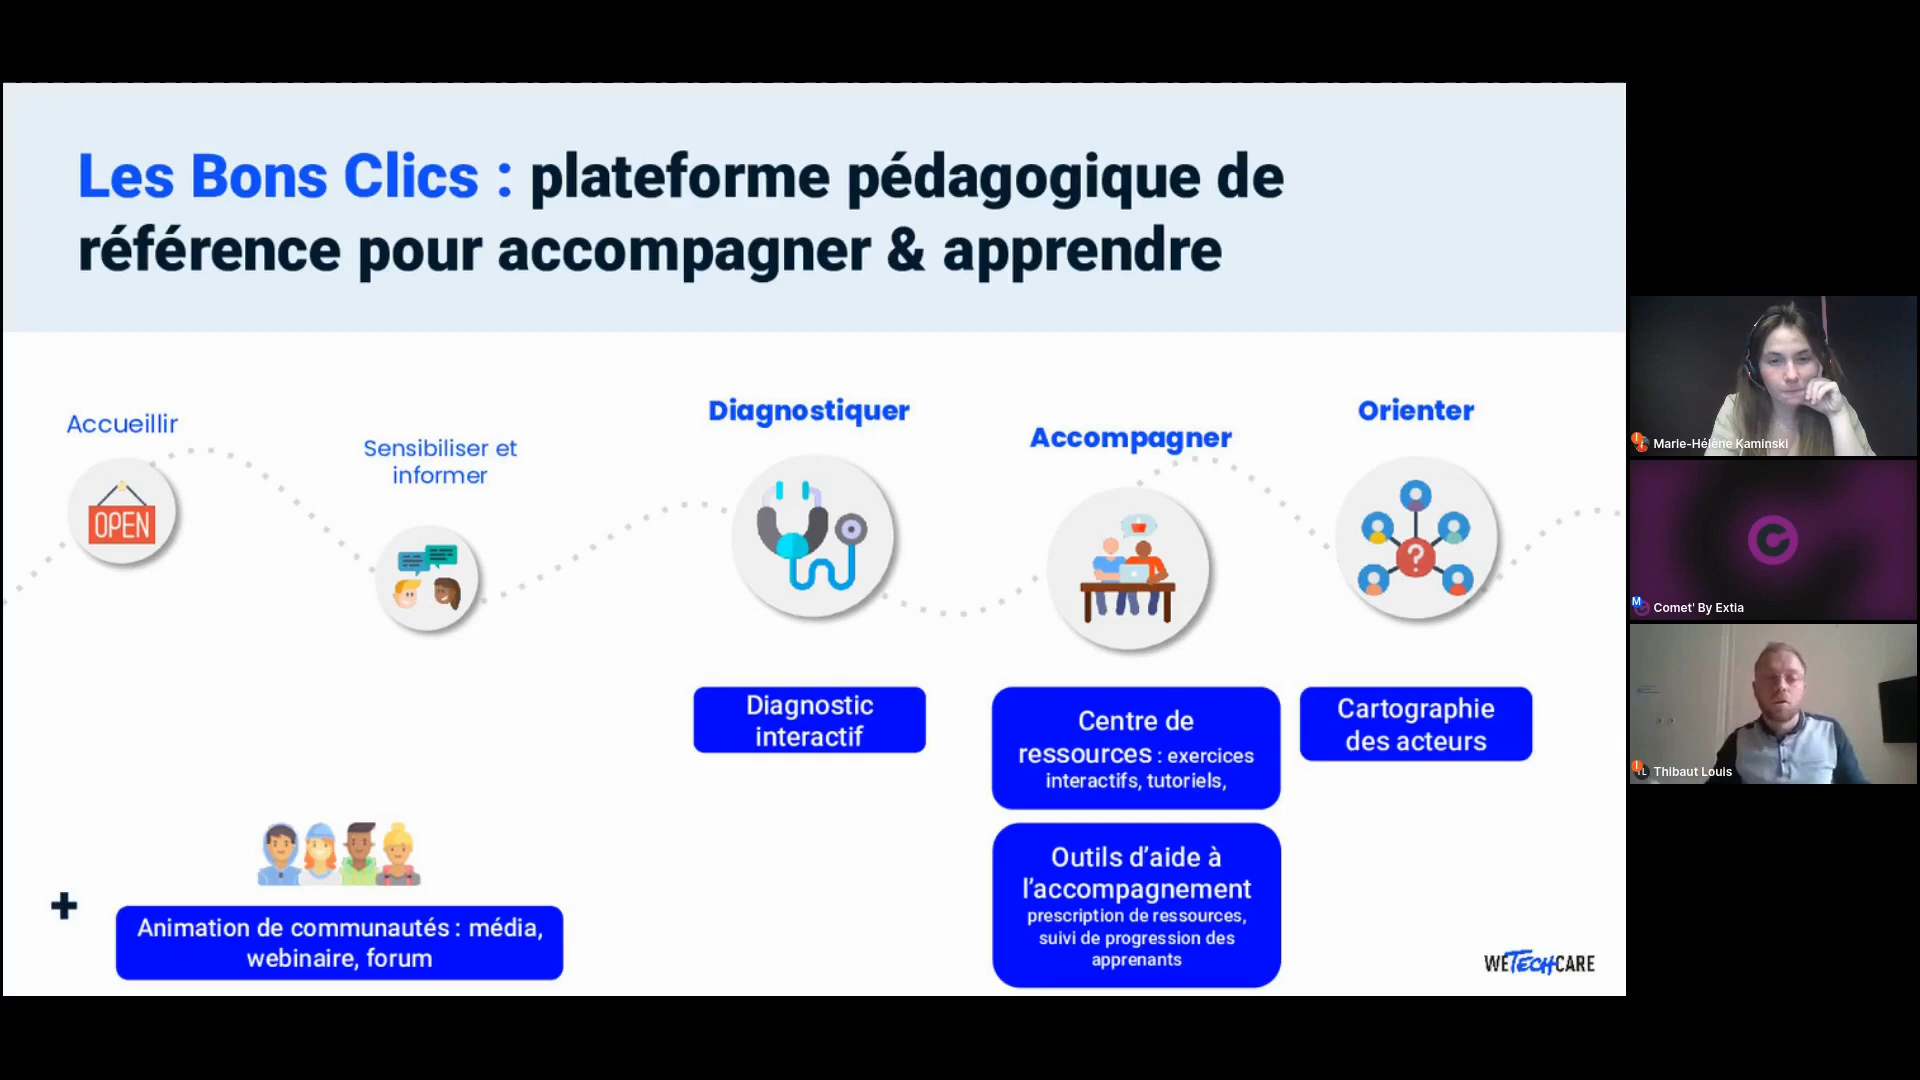 Les Bons Clics : plateforme pédagogique de
référence pour accompagner & apprendre
Accueillir
OPEN
Sensibiliser et
informer
Diagnostiquer
Accompagner
Orienter
?
Diagnostic
interactif
Centre de
ressources : exercices
interactifs, tutoriels,
Outils d’aide à
l’accompagnement
prescription de ressources,
suivi de progression des
apprenants
Cartographie
des acteurs
+
Animation de communautés : média,
webinaire, forum
WETECHCARE
Marie-Hélène Kaminski
M
Comet' By Extia
TL
Thibaut Louis